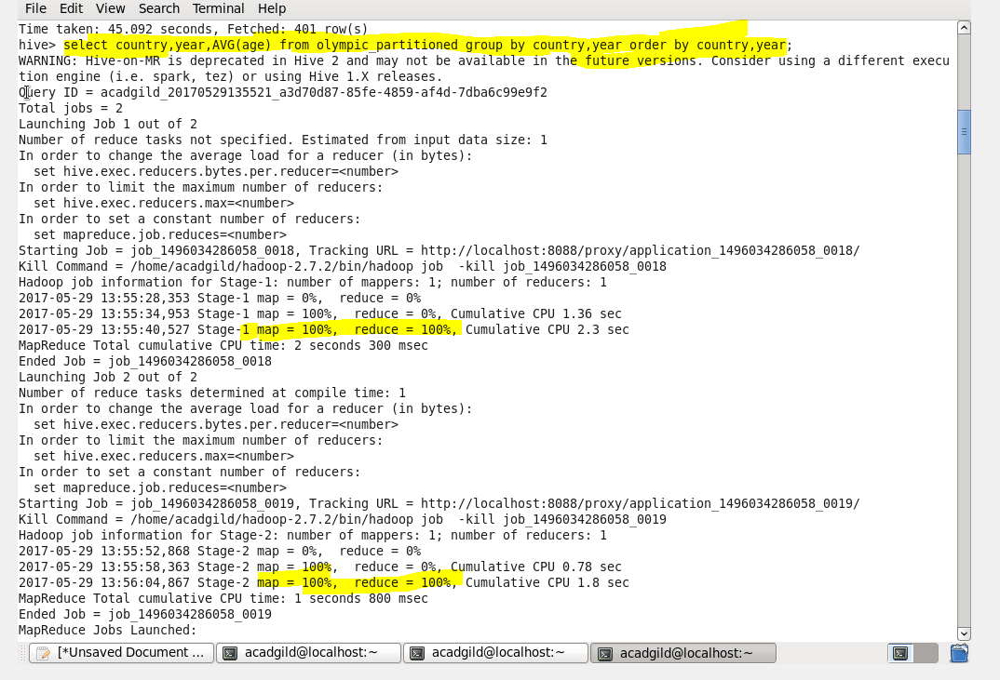 File Edit View Search Terminal Help
Time taken: 45.092 seconds, Fetched: 401 row(s)
hive> select country,year,AVG(age) from olympic_partitioned group by country,year order by country,year;
WARNING: Hive-on-MR is deprecated in Hive 2 and may not be available in the future versions. Consider using a different execu
tion engine (i.e. spark, tez) or using Hive 1.X releases.
Query ID = acadgild_20170529135521_a3d70d87-85fe-4859-af4d-7dba6c99e9f2
Total jobs = 2
Launching Job 1 out of 2
Number of reduce tasks not specified. Estimated from input data size: 1
In order to change the average load for a reducer (in bytes):
  set hive.exec.reducers.bytes.per.reducer=<number>
In order to limit the maximum number of reducers:
  set hive.exec.reducers.max=<number>
In order to set a constant number of reducers:
  set mapreduce.job.reduces=<number>
Starting Job = job_1496034286058_0018, Tracking URL = http://localhost:8088/proxy/application_1496034286058_0018/
Kill Command = /home/acadgild/hadoop-2.7.2/bin/hadoop job  -kill job_1496034286058_0018
Hadoop job information for Stage-1: number of mappers: 1; number of reducers: 1
2017-05-29 13:55:28,353 Stage-1 map = 0%,  reduce = 0%
2017-05-29 13:55:34,953 Stage-1 map = 100%,  reduce = 0%, Cumulative CPU 1.36 sec
2017-05-29 13:55:40,527 Stage-1 map = 100%,  reduce = 100%, Cumulative CPU 2.3 sec
MapReduce Total cumulative CPU time: 2 seconds 300 msec
Ended Job = job_1496034286058_0018
Launching Job 2 out of 2
Number of reduce tasks determined at compile time: 1
In order to change the average load for a reducer (in bytes):
  set hive.exec.reducers.bytes.per.reducer=<number>
In order to limit the maximum number of reducers:
  set hive.exec.reducers.max=<number>
In order to set a constant number of reducers:
  set mapreduce.job.reduces=<number>
Starting Job = job_1496034286058_0019, Tracking URL = http://localhost:8088/proxy/application_1496034286058_0019/
Kill Command = /home/acadgild/hadoop-2.7.2/bin/hadoop job  -kill job_1496034286058_0019
Hadoop job information for Stage-2: number of mappers: 1; number of reducers: 1
2017-05-29 13:55:52,868 Stage-2 map = 0%,  reduce = 0%
2017-05-29 13:55:58,363 Stage-2 map = 100%,  reduce = 0%, Cumulative CPU 0.78 sec
2017-05-29 13:56:04,867 Stage-2 map = 100%,  reduce = 100%, Cumulative CPU 1.8 sec
MapReduce Total cumulative CPU time: 1 seconds 800 msec
Ended Job = job_1496034286058_0019
MapReduce Jobs Launched:
[*Unsaved Document ... acadgild@localhost:~ acadgild@localhost:~ acadgild@localhost:~